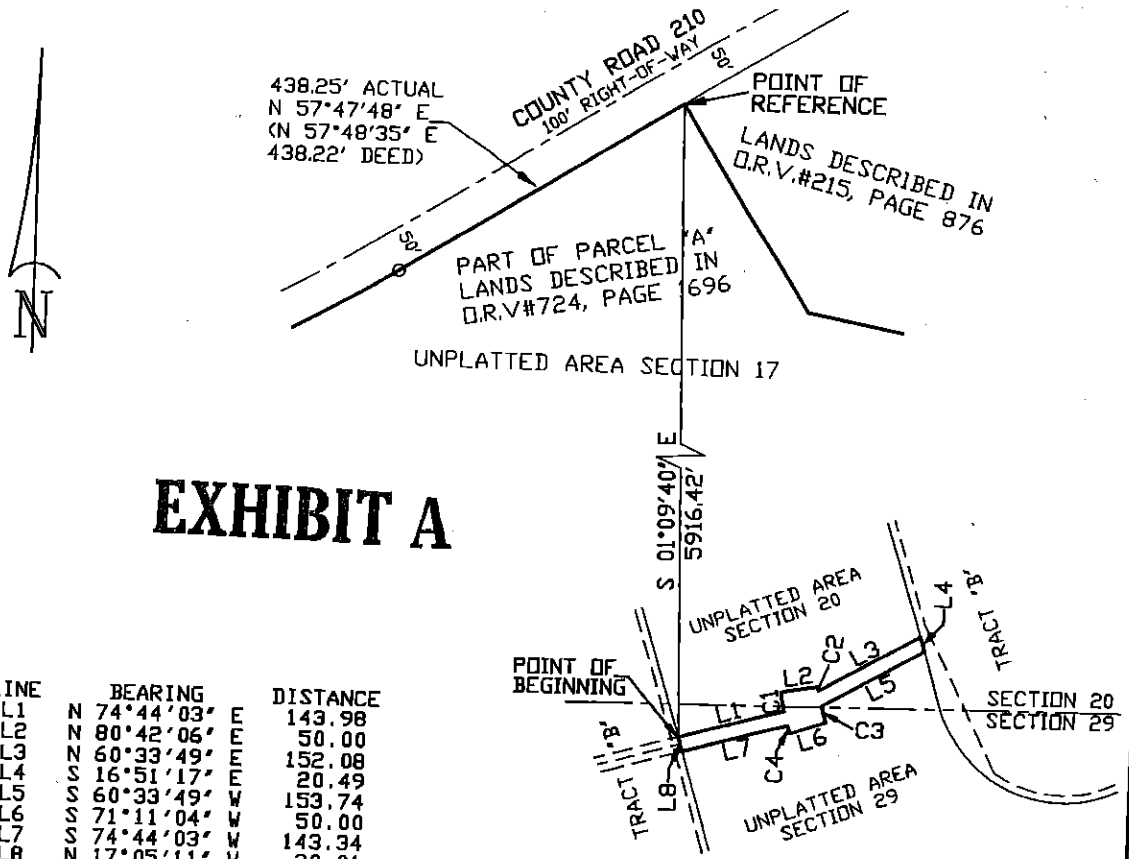 438.25' ACTUAL
N 57°47'48" E
(N 57°48'35" E
438.22' DEED)
COUNTY ROAD 210
100' RIGHT-OF-WAY
50'
50'
POINT OF
REFERENCE
LANDS DESCRIBED IN
O.R.V.#215, PAGE 876
PART OF PARCEL "A"
LANDS DESCRIBED IN
O.R.V#724, PAGE 1696
UNPLATTED AREA SECTION 17
N
S 01°09'40" E
5916.42'
EXHIBIT A
UNPLATTED AREA
SECTION 20
TRACT "B"
L4
POINT OF
BEGINNING
L1
C1
L2
C2
L3
L5
SECTION 20
SECTION 29
TRACT "B"
L8
L7
C4
L6
C3
UNPLATTED AREA
SECTION 29
LINE BEARING DISTANCE
L1 N 74°44'03" E 143.98
L2 N 80°42'06" E 50.00
L3 N 60°33'49" E 152.08
L4 S 16°51'17" E 20.49
L5 S 60°33'49" W 153.74
L6 S 71°11'04" W 50.00
L7 S 74°44'03" W 143.34
L8 N 17°05'11" W